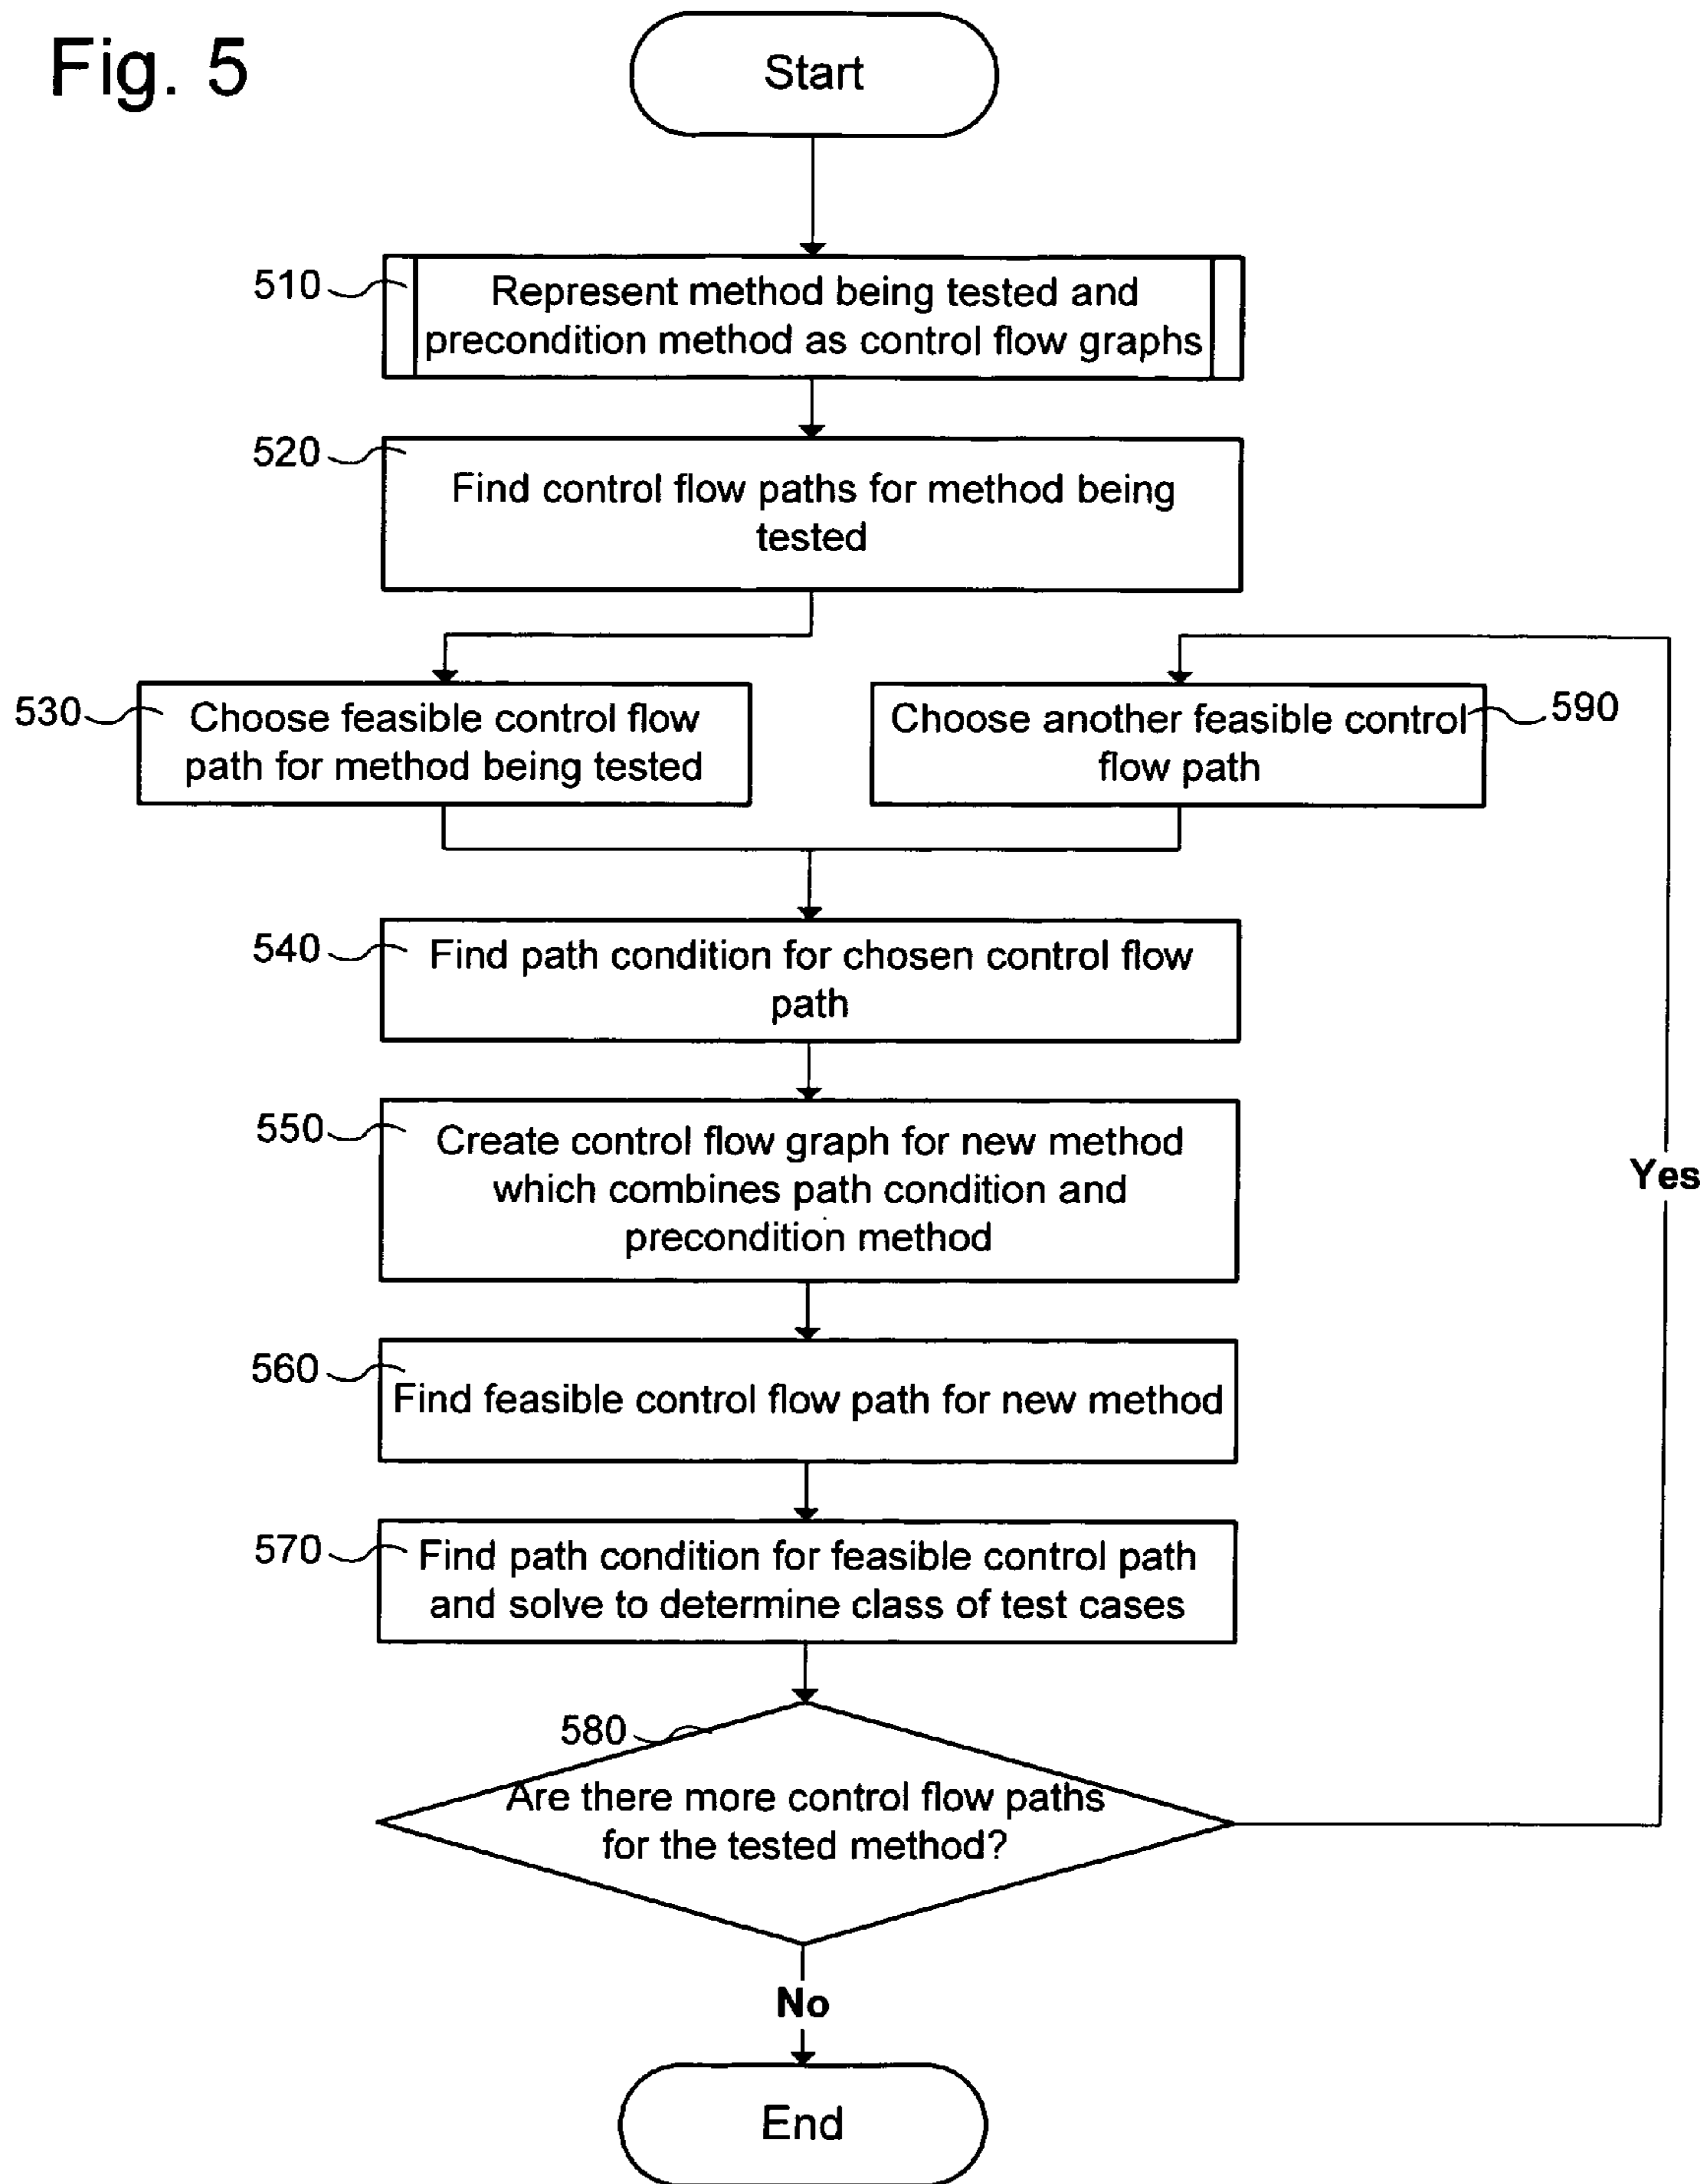 Fig. 5
Start
510
Represent method being tested and
precondition method as control flow graphs
520
Find control flow paths for method being
tested
530
Choose feasible control flow
path for method being tested
Choose another feasible control
flow path
590
540
Find path condition for chosen control flow
path
550
Create control flow graph for new method
which combines path condition and
precondition method
Yes
560
Find feasible control flow path for new method
570
Find path condition for feasible control path
and solve to determine class of test cases
580
Are there more control flow paths
for the tested method?
No
End